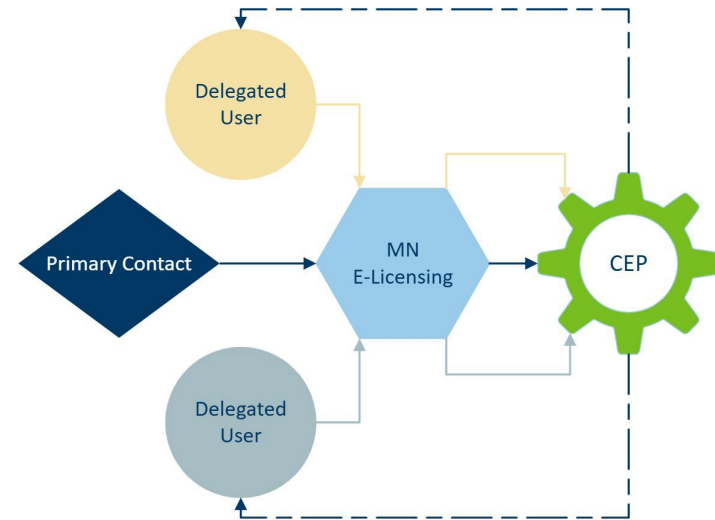 Delegated
User
Primary Contact
MN
E-Licensing
CEP
Delegated
User